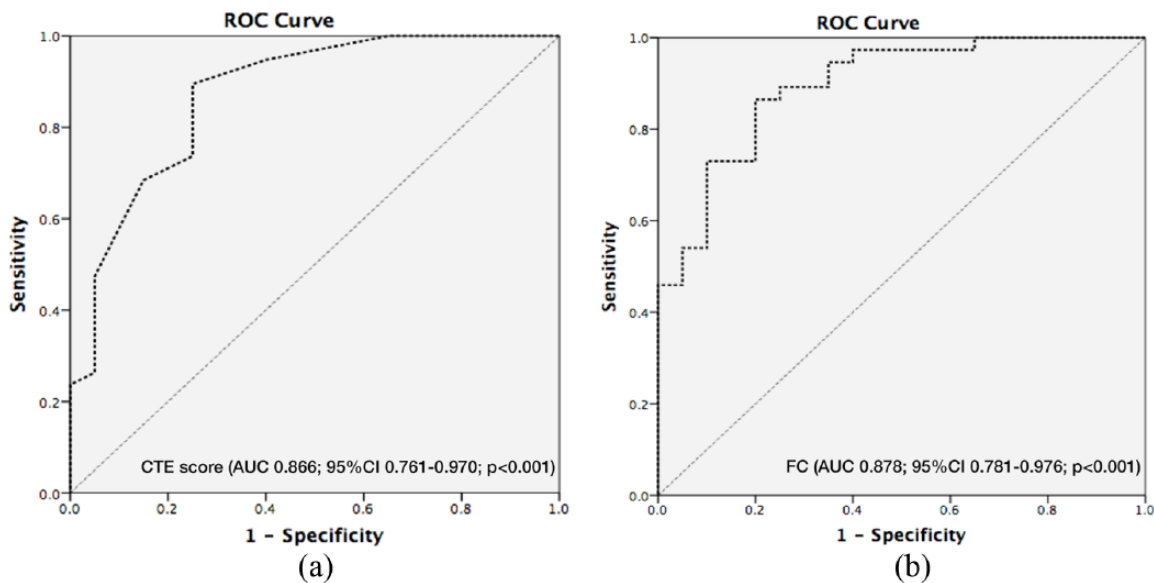 ROC Curve
1.0
0.8
0.6
0.4
0.2
0.0
Sensitivity
CTE score (AUC 0.866; 95%CI 0.761-0.970; p<0.001)
0.0 0.2 0.4 0.6 0.8 1.0
1 - Specificity
(a)
ROC Curve
1.0
0.8
0.6
0.4
0.2
0.0
Sensitivity
FC (AUC 0.878; 95%CI 0.781-0.976; p<0.001)
0.0 0.2 0.4 0.6 0.8 1.0
1 - Specificity
(b)